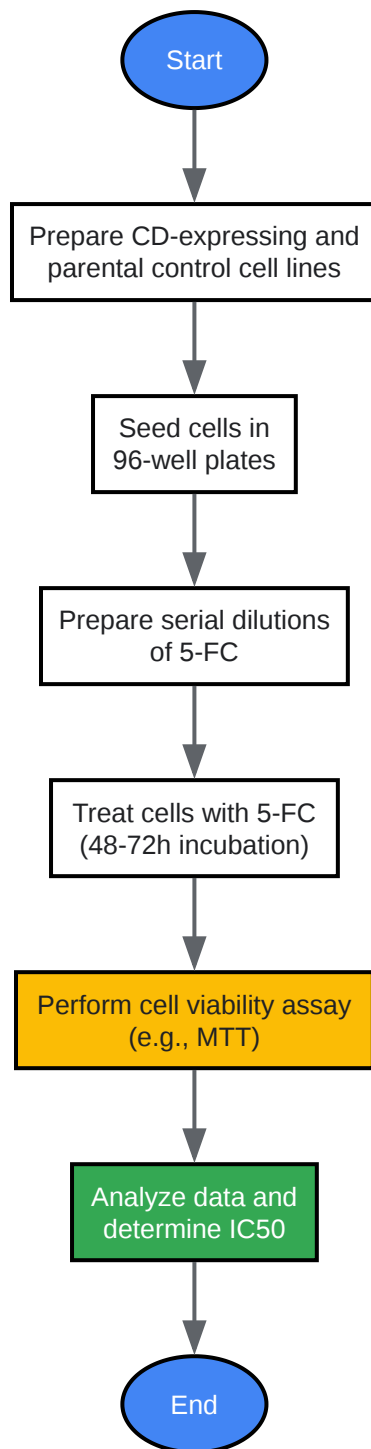 Start
Prepare CD-expressing and
parental control cell lines
Seed cells in
96-well plates
Prepare serial dilutions
of 5-FC
Treat cells with 5-FC
(48-72h incubation)
Perform cell viability assay
(e.g., MTT)
Analyze data and
determine IC50
End